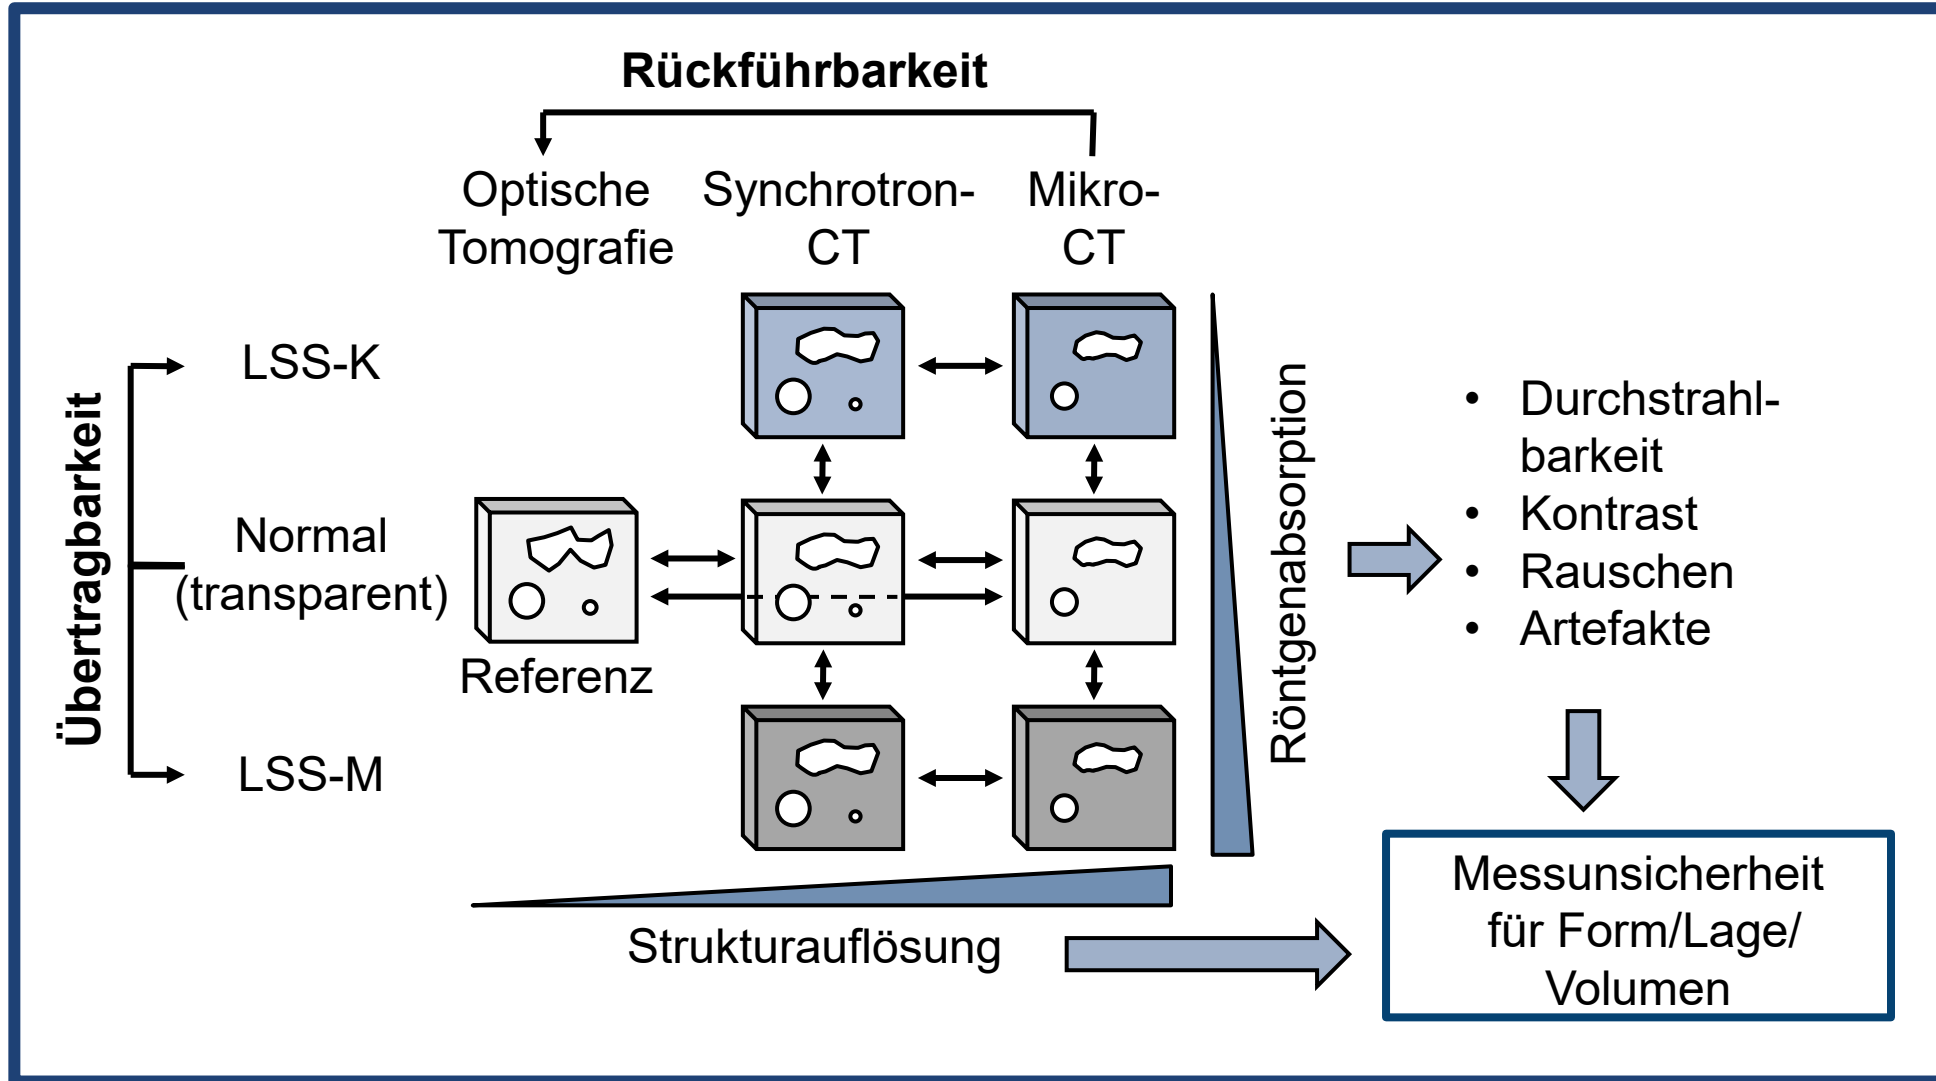 Rückführbarkeit
Optische
Tomografie
Synchrotron-
CT
Mikro-
CT
Übertragbarkeit
LSS-K
Normal
(transparent)
LSS-M
Referenz
Röntgenabsorption
• Durchstrahl-
barkeit
• Kontrast
• Rauschen
• Artefakte
Strukturauflösung
Messunsicherheit
für Form/Lage/
Volumen